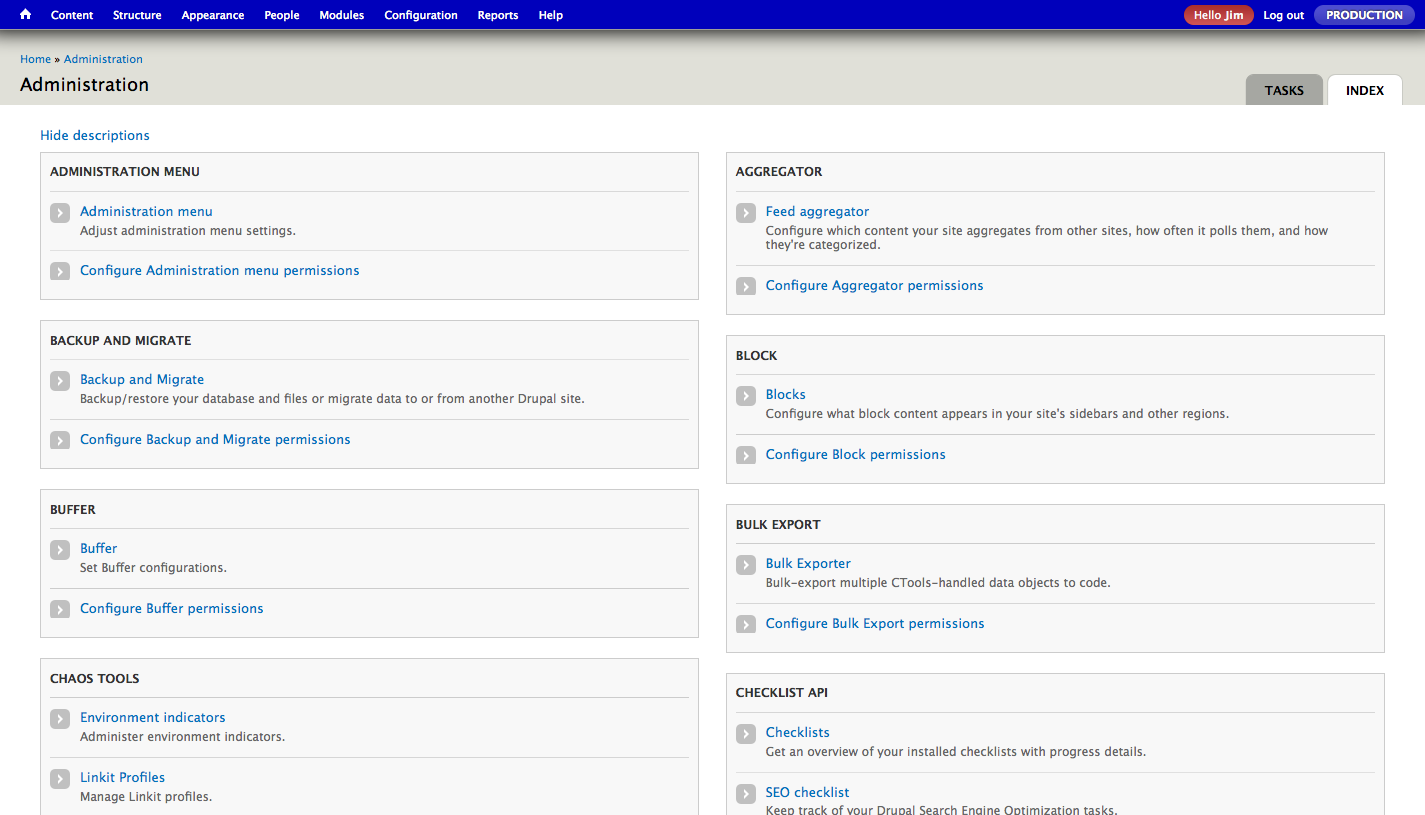 Content Structure Appearance People Modules Configuration Reports Help Hello Jim Log out PRODUCTION
Home » Administration
Administration
TASKS INDEX
Hide descriptions
ADMINISTRATION MENU
Administration menu
Adjust administration menu settings.
Configure Administration menu permissions
BACKUP AND MIGRATE
Backup and Migrate
Backup/restore your database and files or migrate data to or from another Drupal site.
Configure Backup and Migrate permissions
BUFFER
Buffer
Set Buffer configurations.
Configure Buffer permissions
CHAOS TOOLS
Environment indicators
Administer environment indicators.
Linkit Profiles
Manage Linkit profiles.
AGGREGATOR
Feed aggregator
Configure which content your site aggregates from other sites, how often it polls them, and how
they're categorized.
Configure Aggregator permissions
BLOCK
Blocks
Configure what block content appears in your site's sidebars and other regions.
Configure Block permissions
BULK EXPORT
Bulk Exporter
Bulk-export multiple CTools-handled data objects to code.
Configure Bulk Export permissions
CHECKLIST API
Checklists
Get an overview of your installed checklists with progress details.
SEO checklist
Keep track of your Drupal Search Engine Optimization tasks.